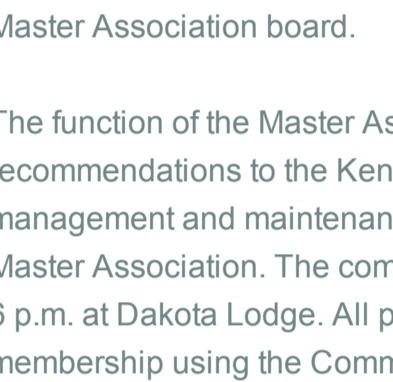 Master Association board.
The function of the Master As
recommendations to the Ken
management and maintenan
Master Association. The com
6 p.m. at Dakota Lodge. All p
membership using the Comm